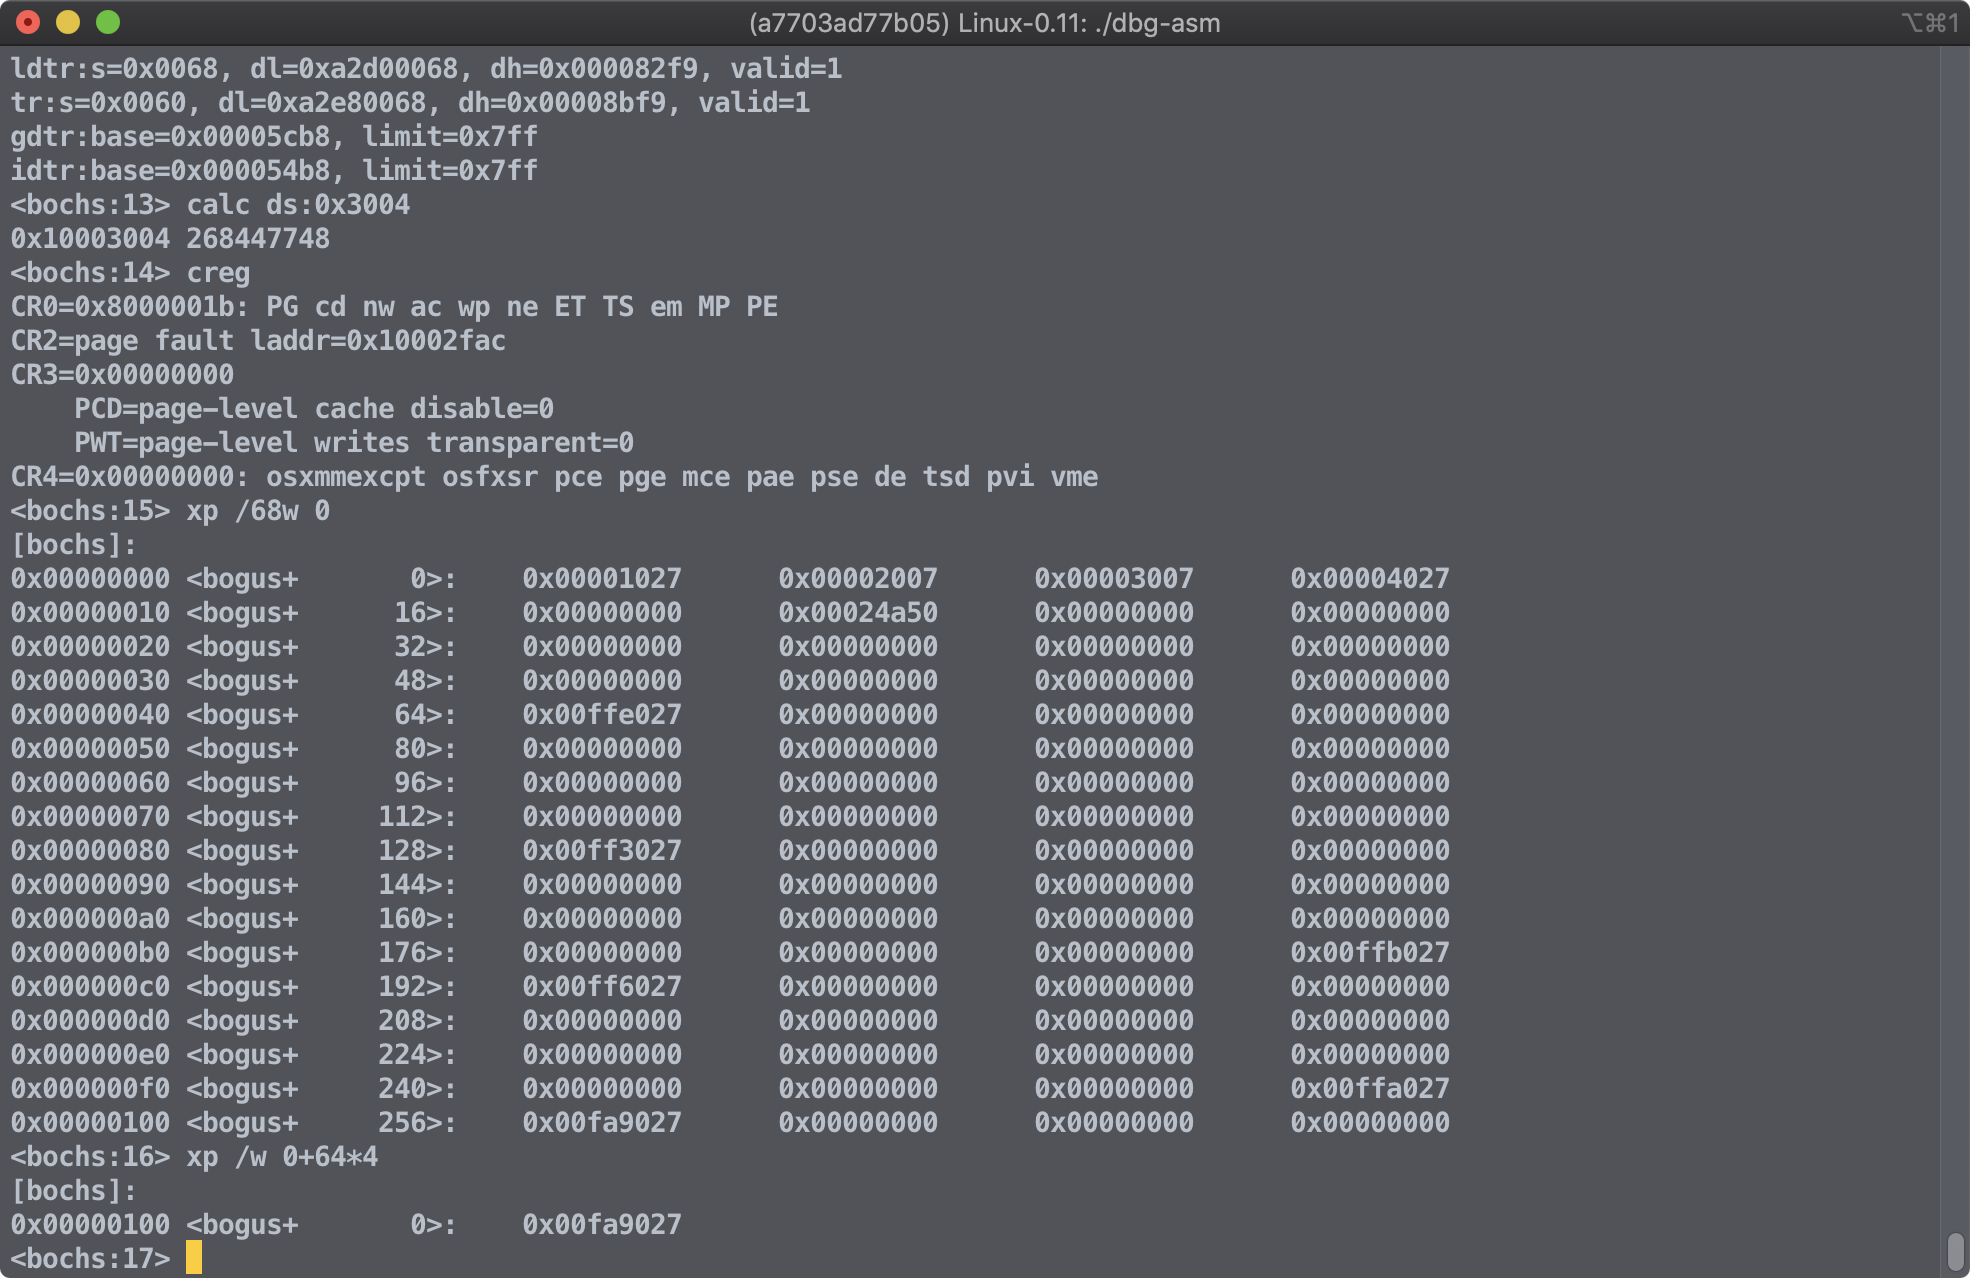 (a7703ad77b05) Linux-0.11: ./dbg-asm ⌥⌘1
ldtr:s=0x0068, dl=0xa2d00068, dh=0x000082f9, valid=1
tr:s=0x0060, dl=0xa2e80068, dh=0x00008bf9, valid=1
gdtr:base=0x00005cb8, limit=0x7ff
idtr:base=0x000054b8, limit=0x7ff
<bochs:13> calc ds:0x3004
0x10003004 268447748
<bochs:14> creg
CR0=0x8000001b: PG cd nw ac wp ne ET TS em MP PE
CR2=page fault laddr=0x10002fac
CR3=0x00000000
    PCD=page-level cache disable=0
    PWT=page-level writes transparent=0
CR4=0x00000000: osxmmexcpt osfxsr pce pge mce pae pse de tsd pvi vme
<bochs:15> xp /68w 0
[bochs]:
0x00000000 <bogus+       0>:    0x00001027      0x00002007      0x00003007      0x00004027
0x00000010 <bogus+      16>:    0x00000000      0x00024a50      0x00000000      0x00000000
0x00000020 <bogus+      32>:    0x00000000      0x00000000      0x00000000      0x00000000
0x00000030 <bogus+      48>:    0x00000000      0x00000000      0x00000000      0x00000000
0x00000040 <bogus+      64>:    0x00ffe027      0x00000000      0x00000000      0x00000000
0x00000050 <bogus+      80>:    0x00000000      0x00000000      0x00000000      0x00000000
0x00000060 <bogus+      96>:    0x00000000      0x00000000      0x00000000      0x00000000
0x00000070 <bogus+     112>:    0x00000000      0x00000000      0x00000000      0x00000000
0x00000080 <bogus+     128>:    0x00ff3027      0x00000000      0x00000000      0x00000000
0x00000090 <bogus+     144>:    0x00000000      0x00000000      0x00000000      0x00000000
0x000000a0 <bogus+     160>:    0x00000000      0x00000000      0x00000000      0x00000000
0x000000b0 <bogus+     176>:    0x00000000      0x00000000      0x00000000      0x00ffb027
0x000000c0 <bogus+     192>:    0x00ff6027      0x00000000      0x00000000      0x00000000
0x000000d0 <bogus+     208>:    0x00000000      0x00000000      0x00000000      0x00000000
0x000000e0 <bogus+     224>:    0x00000000      0x00000000      0x00000000      0x00000000
0x000000f0 <bogus+     240>:    0x00000000      0x00000000      0x00000000      0x00ffa027
0x00000100 <bogus+     256>:    0x00fa9027      0x00000000      0x00000000      0x00000000
<bochs:16> xp /w 0+64*4
[bochs]:
0x00000100 <bogus+       0>:    0x00fa9027
<bochs:17>